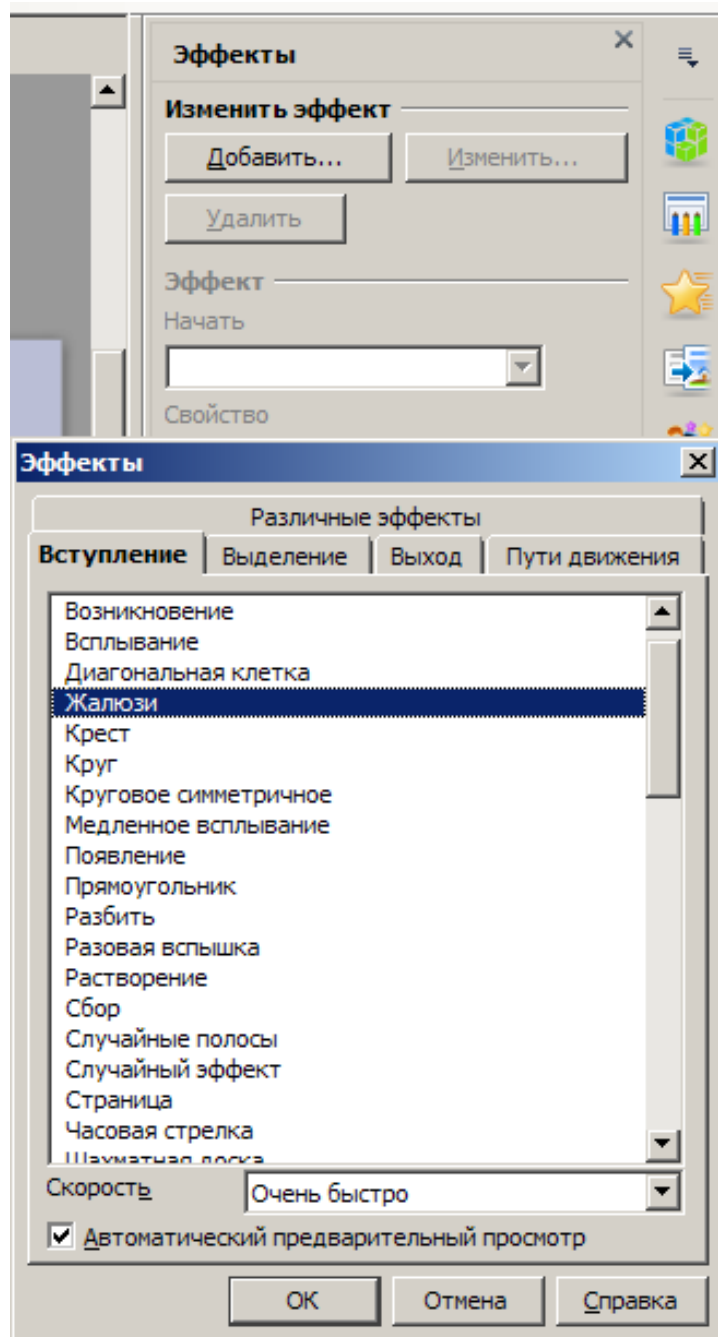 Эффекты
Изменить эффект
Добавить... Изменить...
Удалить
Эффект
Начать
Свойство
Эффекты
Различные эффекты
Вступление Выделение Выход Пути движения
Возникновение
Всплывание
Диагональная клетка
Жалюзи
Крест
Круг
Круговое симметричное
Медленное всплывание
Появление
Прямоугольник
Разбить
Разовая вспышка
Растворение
Сбор
Случайные полосы
Случайный эффект
Страница
Часовая стрелка
Шахматная доска
Скорость Очень быстро
Автоматический предварительный просмотр
ОК Отмена Справка